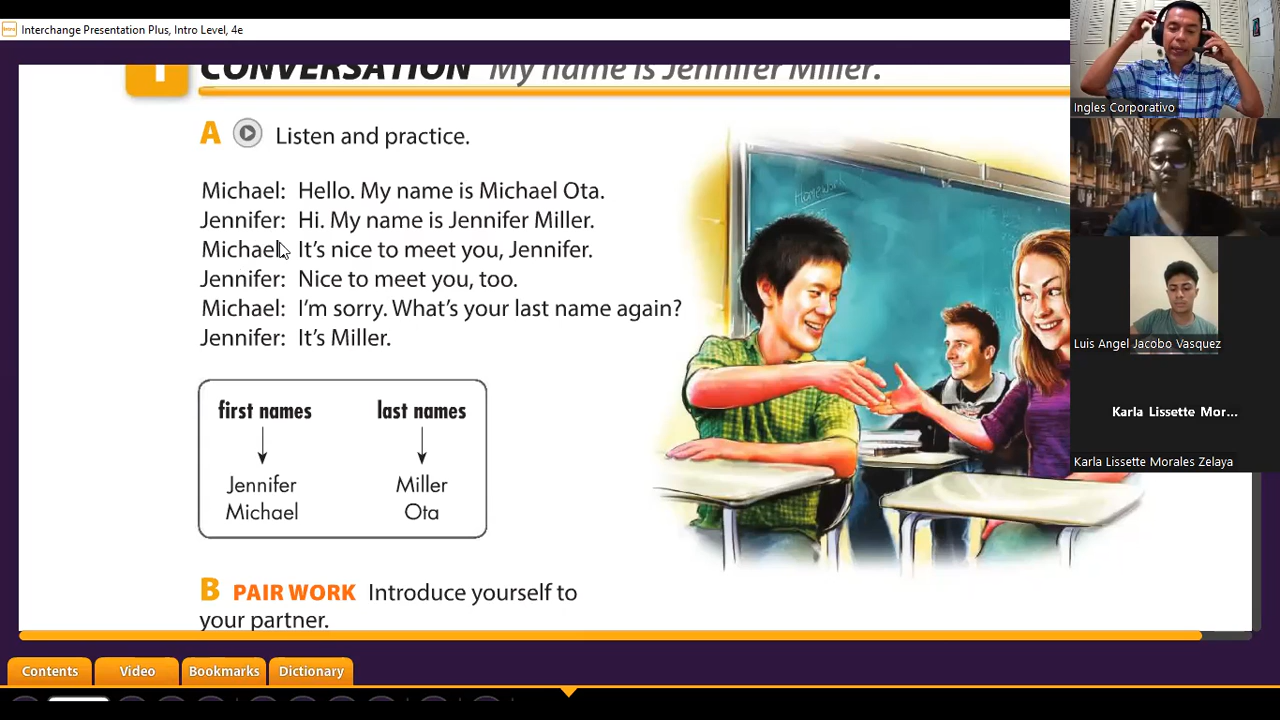 Interchange Presentation Plus, Intro Level, 4e
1 CONVERSATION My name is Jennifer Miller.
A Listen and practice.
Michael: Hello. My name is Michael Ota.
Jennifer: Hi. My name is Jennifer Miller.
Michael: It's nice to meet you, Jennifer.
Jennifer: Nice to meet you, too.
Michael: I'm sorry. What's your last name again?
Jennifer: It's Miller.
first names last names
Jennifer Miller
Michael Ota
B PAIR WORK Introduce yourself to
your partner.
Homework
Contents Video Bookmarks Dictionary
Ingles Corporativo
Luis Angel Jacobo Vasquez
Karla Lissette Mor...
Karla Lissette Morales Zelaya